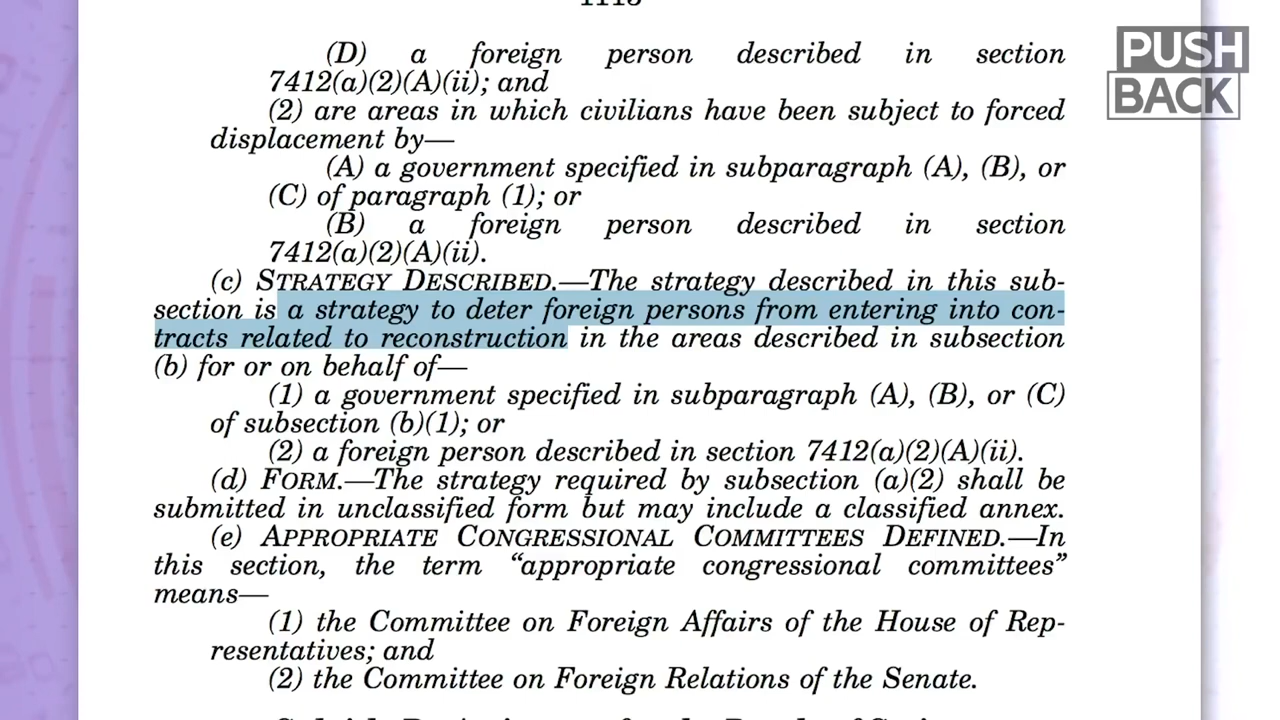 PUSH
BACK
(D) a foreign person described in section
7412(a)(2)(A)(ii); and
(2) are areas in which civilians have been subject to forced
displacement by—
(A) a government specified in subparagraph (A), (B), or
(C) of paragraph (1); or
(B) a foreign person described in section
7412(a)(2)(A)(ii).
(c) STRATEGY DESCRIBED.—The strategy described in this sub-
section is a strategy to deter foreign persons from entering into con-
tracts related to reconstruction in the areas described in subsection
(b) for or on behalf of—
(1) a government specified in subparagraph (A), (B), or (C)
of subsection (b)(1); or
(2) a foreign person described in section 7412(a)(2)(A)(ii).
(d) FORM.—The strategy required by subsection (a)(2) shall be
submitted in unclassified form but may include a classified annex.
(e) APPROPRIATE CONGRESSIONAL COMMITTEES DEFINED.—In
this section, the term “appropriate congressional committees”
means—
(1) the Committee on Foreign Affairs of the House of Rep-
resentatives; and
(2) the Committee on Foreign Relations of the Senate.